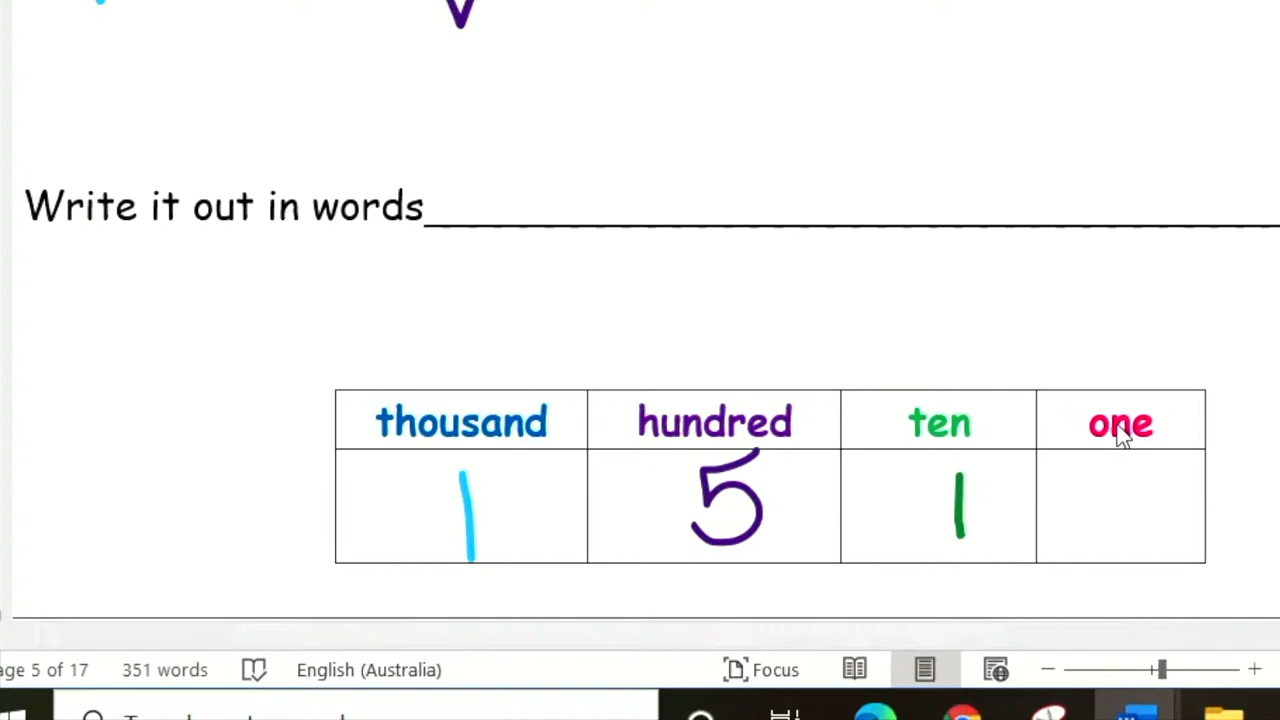 Write it out in words
thousand hundred ten one
1 5 1
age 5 of 17 351 words English (Australia) Focus